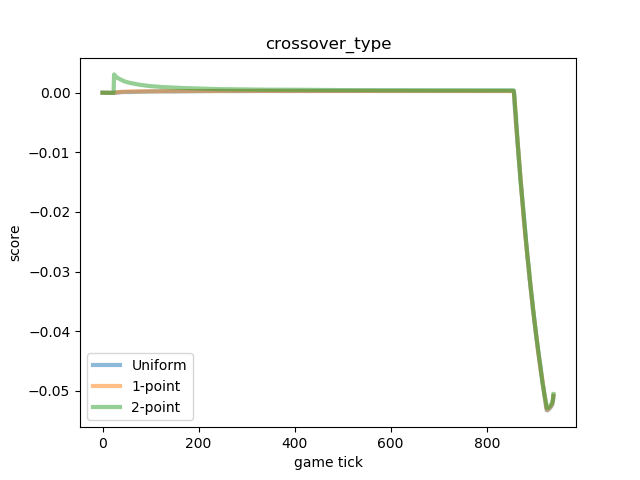 crossover_type
0.00
−0.01
−0.02
−0.03
−0.04
−0.05
score
Uniform
1-point
2-point
0 200 400 600 800
game tick